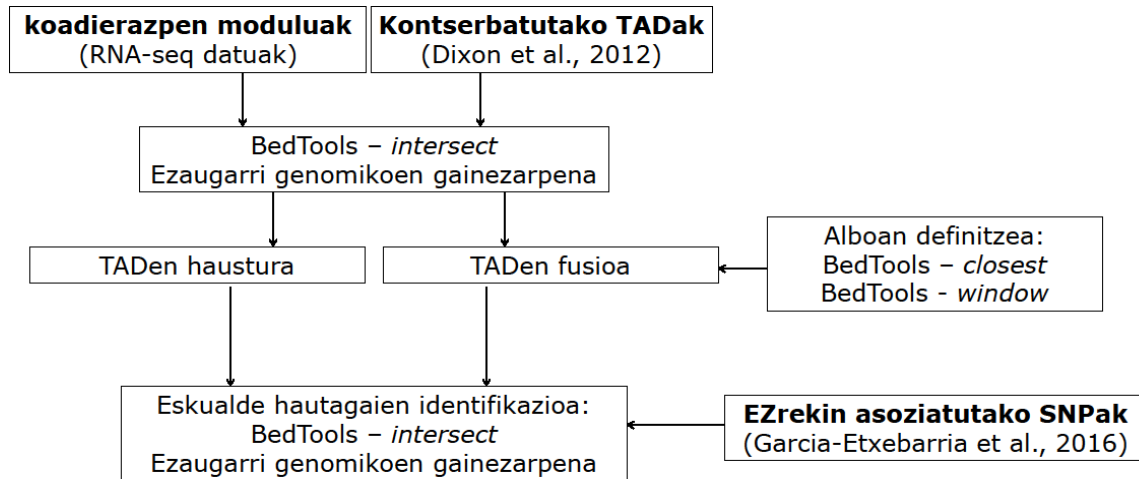 koadierazpen moduluak
(RNA-seq datuak)
Kontserbatutako TADak
(Dixon et al., 2012)
BedTools – intersect
Ezaugarri genomikoen gainezarpena
TADen haustura
TADen fusioa
Alboan definitzea:
BedTools – closest
BedTools - window
Eskualde hautagaien identifikazioa:
BedTools – intersect
Ezaugarri genomikoen gainezarpena
EZrekin asoziatutako SNPak
(Garcia-Etxebarria et al., 2016)